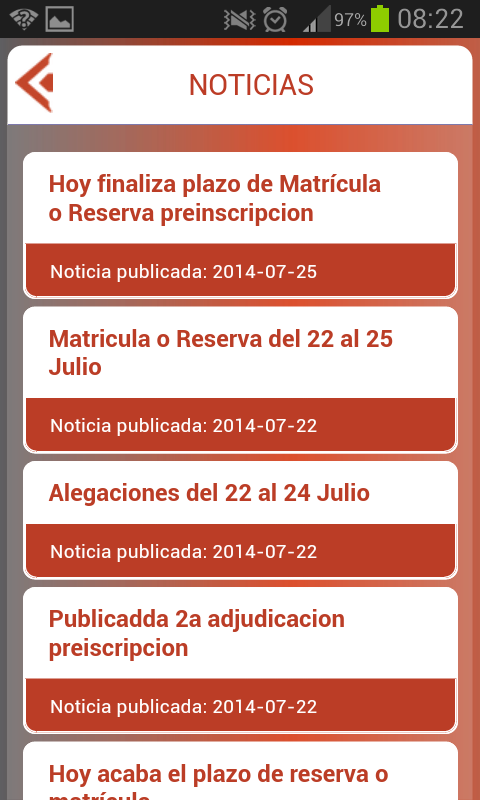 97% 08:22
NOTICIAS
Hoy finaliza plazo de Matrícula
o Reserva preinscripcion
Noticia publicada: 2014-07-25
Matricula o Reserva del 22 al 25
Julio
Noticia publicada: 2014-07-22
Alegaciones del 22 al 24 Julio
Noticia publicada: 2014-07-22
Publicadda 2a adjudicacion
preiscripcion
Noticia publicada: 2014-07-22
Hoy acaba el plazo de reserva o
matrícula